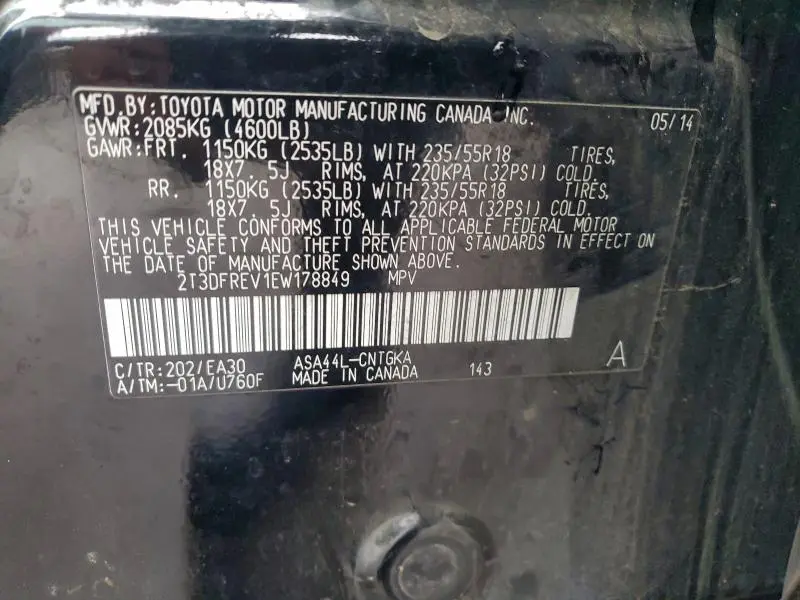 MFD.BY:TOYOTA MOTOR MANUFACTURING CANADA INC. 05/14
GVWR:2085KG (4600LB)
GAWR:FRT. 1150KG (2535LB) WITH 235/55R18 TIRES,
18X7. 5J RIMS, AT 220KPA (32PSI) COLD.
RR. 1150KG (2535LB) WITH 235/55R18 TIRES,
18X7. 5J RIMS, AT 220KPA (32PSI) COLD.
THIS VEHICLE CONFORMS TO ALL APPLICABLE FEDERAL MOTOR
VEHICLE SAFETY AND THEFT PREVENTION STANDARDS IN EFFECT ON
THE DATE OF MANUFACTURE SHOWN ABOVE.
2T3DFREV1EW178849 MPV
C/TR:202/EA30 ASA44L-CNTGKA A
A/TM:-01A/U760F MADE IN CANADA 143